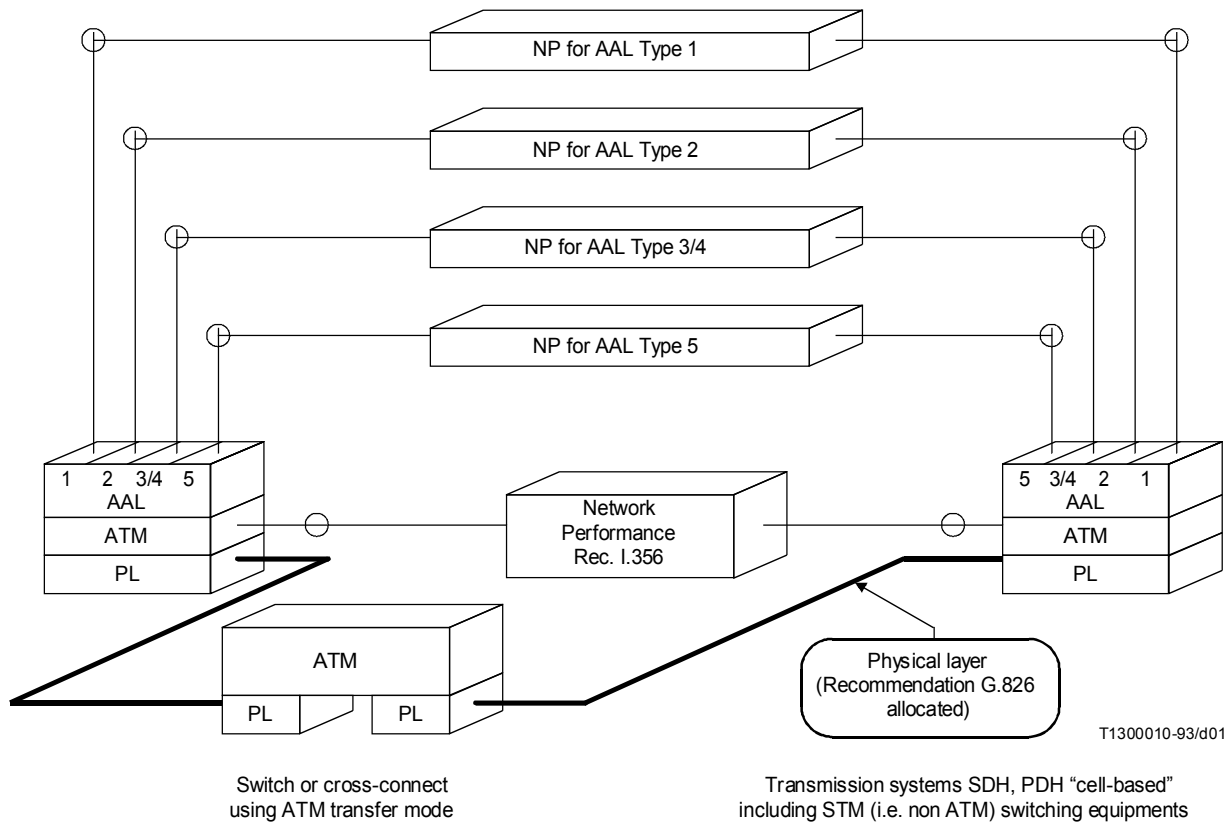 NP for AAL Type 1
NP for AAL Type 2
NP for AAL Type 3/4
NP for AAL Type 5
1 2 3/4 5
AAL
ATM
PL
Network
Performance
Rec. I.356
5 3/4 2 1
AAL
ATM
PL
ATM
PL PL
Physical layer
(Recommendation G.826
allocated)
T1300010-93/d01
Switch or cross-connect
using ATM transfer mode
Transmission systems SDH, PDH “cell-based”
including STM (i.e. non ATM) switching equipments